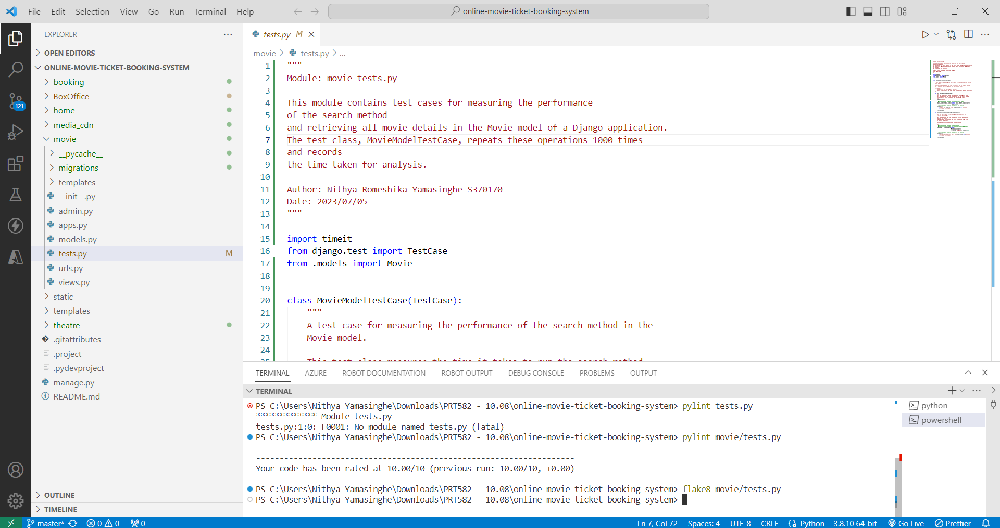 File Edit Selection View Go Run Terminal Help
online-movie-ticket-booking-system
EXPLORER
OPEN EDITORS
ONLINE-MOVIE-TICKET-BOOKING-SYSTEM
booking
BoxOffice
home
media_cdn
movie
__pycache__
migrations
templates
__init__.py
admin.py
apps.py
models.py
tests.py M
urls.py
views.py
static
templates
theatre
.gitattributes
.project
.pydevproject
manage.py
README.md
OUTLINE
TIMELINE
121
tests.py M
movie > tests.py > ...
1 """
2 Module: movie_tests.py
3
4 This module contains test cases for measuring the performance
5 of the search method
6 and retrieving all movie details in the Movie model of a Django application.
7 The test class, MovieModelTestCase, repeats these operations 1000 times
8 and records
9 the time taken for analysis.
10
11 Author: Nithya Romeshika Yamasinghe S370170
12 Date: 2023/07/05
13 """
14
15 import timeit
16 from django.test import TestCase
17 from .models import Movie
18
19
20 class MovieModelTestCase(TestCase):
21 """
22 A test case for measuring the performance of the search method in the
23 Movie model.
24
25 This test class measures the time it takes to run the search method
TERMINAL AZURE ROBOT DOCUMENTATION ROBOT OUTPUT DEBUG CONSOLE PROBLEMS OUTPUT
TERMINAL
PS C:\Users\Nithya Yamasinghe\Downloads\PRT582 - 10.08\online-movie-ticket-booking-system> pylint tests.py
************* Module tests.py
tests.py:1:0: F0001: No module named tests.py (fatal)
PS C:\Users\Nithya Yamasinghe\Downloads\PRT582 - 10.08\online-movie-ticket-booking-system> pylint movie/tests.py
--------------------------------------------------------------------
Your code has been rated at 10.00/10 (previous run: 10.00/10, +0.00)
PS C:\Users\Nithya Yamasinghe\Downloads\PRT582 - 10.08\online-movie-ticket-booking-system> flake8 movie/tests.py
PS C:\Users\Nithya Yamasinghe\Downloads\PRT582 - 10.08\online-movie-ticket-booking-system>
python
powershell
master* 0 0 0
Ln 7, Col 72 Spaces: 4 UTF-8 CRLF Python 3.8.10 64-bit Go Live Prettier